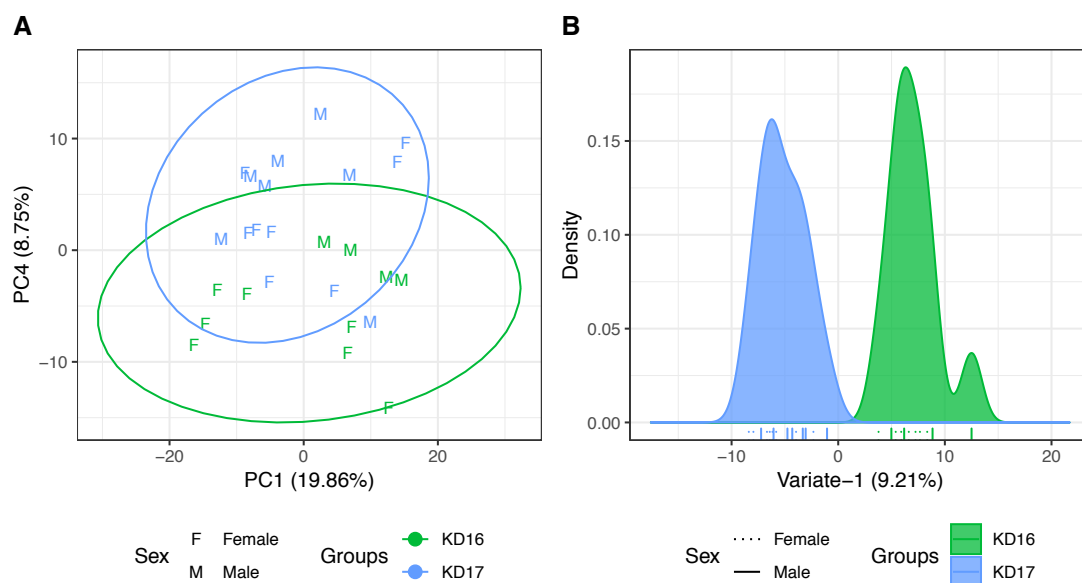 A
B
M
F
M
F
M
F
M
M
M
F
F
F
M
M
M
F
M
M
F
F
F
M
F
F
F
F
F
10
0
−10
PC4 (8.75%)
−20
0
20
PC1 (19.86%)
0.15
0.10
0.05
0.00
Density
−10
0
10
20
Variate−1 (9.21%)
Sex
F Female
M Male
Groups
KD16
KD17
Sex
Female
Male
Groups
KD16
KD17